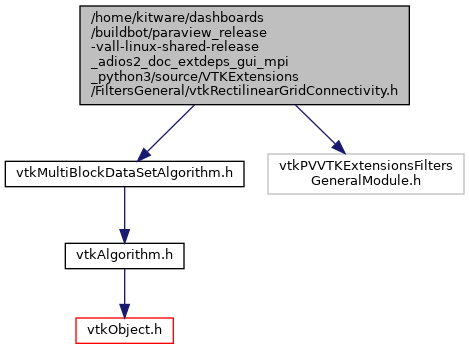 /home/kitware/dashboards
/buildbot/paraview_release
-vall-linux-shared-release
_adios2_doc_extdeps_gui_mpi
_python3/source/VTKExtensions
/FiltersGeneral/vtkRectilinearGridConnectivity.h
vtkMultiBlockDataSetAlgorithm.h
vtkPVVTKExtensionsFilters
GeneralModule.h
vtkAlgorithm.h
vtkObject.h